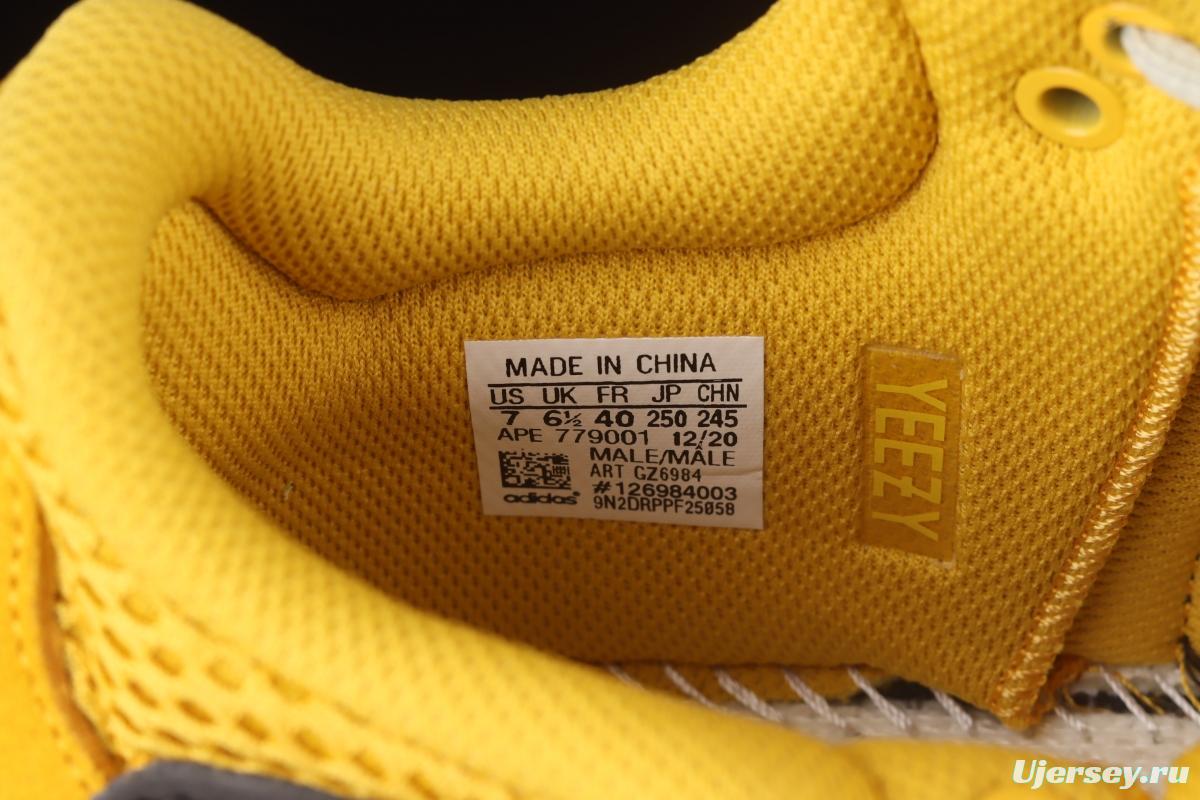 MADE IN CHINA
US UK FR JP CHN
7 6½ 40 250 245
APE 779001 12/20
MALE/MÂLE
ART GZ6984
#126984003
adidas
9N2DRPPF25058
YEEZY
Ujersey.ru